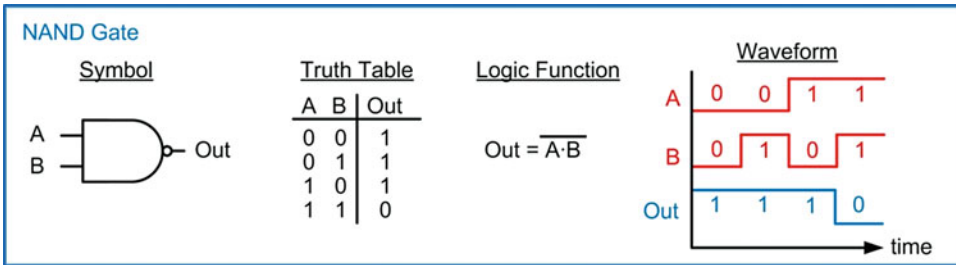 NAND Gate
Symbol
A
B
Out
Truth Table
A B Out
0 0 1
0 1 1
1 0 1
1 1 0
Logic Function
Out = A·B
Waveform
A 0 0 1 1
B 0 1 0 1
Out 1 1 1 0
time